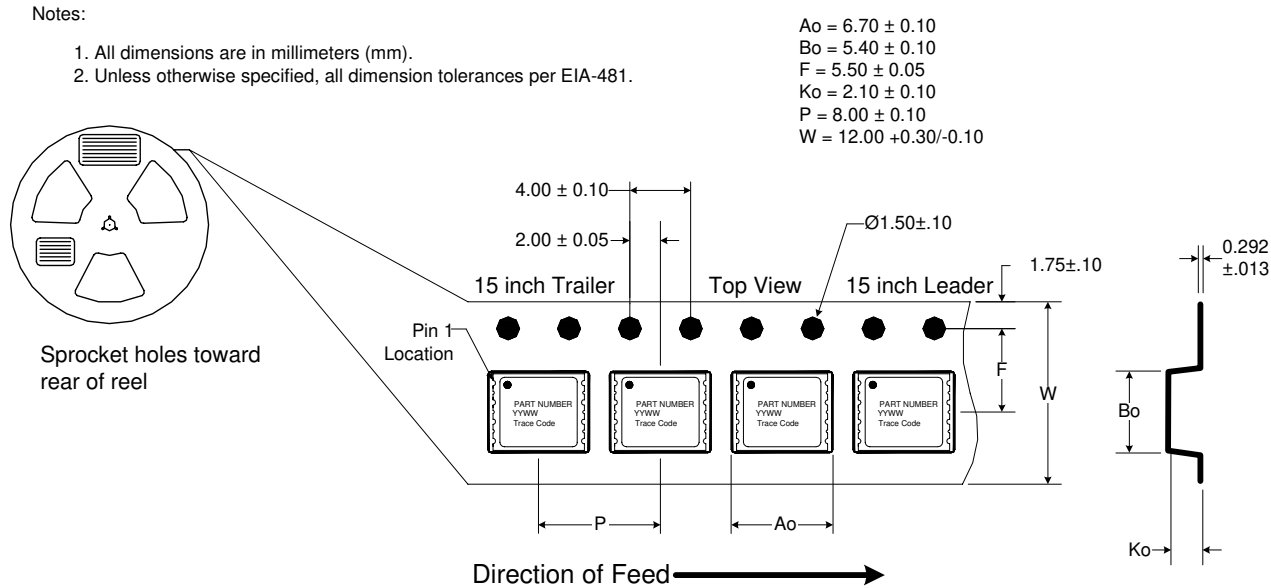 Notes:
1. All dimensions are in millimeters (mm).
2. Unless otherwise specified, all dimension tolerances per EIA-481.
Ao = 6.70 ± 0.10
Bo = 5.40 ± 0.10
F = 5.50 ± 0.05
Ko = 2.10 ± 0.10
P = 8.00 ± 0.10
W = 12.00 +0.30/-0.10
4.00 ± 0.10
2.00 ± 0.05
Ø1.50±.10
1.75±.10
0.292
±.013
15 inch Trailer
Top View
15 inch Leader
Pin 1
Location
Sprocket holes toward
rear of reel
PART NUMBER
YYWW
Trace Code
PART NUMBER
YYWW
Trace Code
PART NUMBER
YYWW
Trace Code
PART NUMBER
YYWW
Trace Code
F
W
Bo
P
Ao
Ko
Direction of Feed